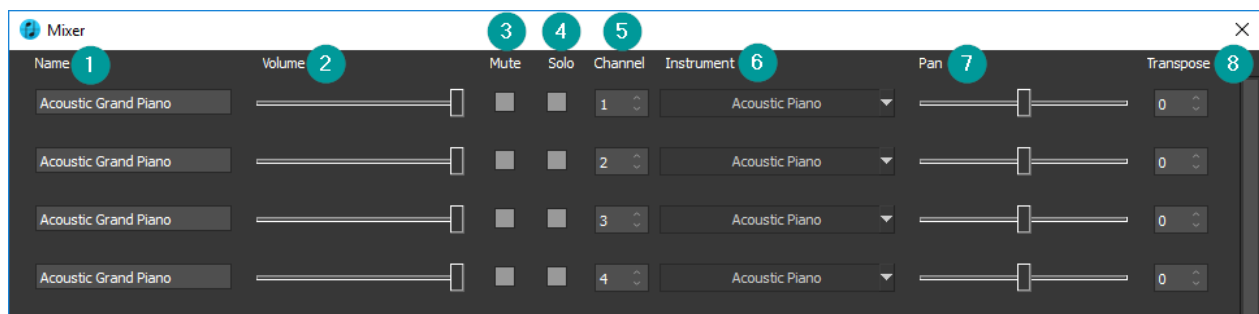 Mixer 3 4 5
Name 1 Volume 2 Mute Solo Channel Instrument 6 Pan 7 Transpose 8
Acoustic Grand Piano 1 Acoustic Piano 0
Acoustic Grand Piano 2 Acoustic Piano 0
Acoustic Grand Piano 3 Acoustic Piano 0
Acoustic Grand Piano 4 Acoustic Piano 0